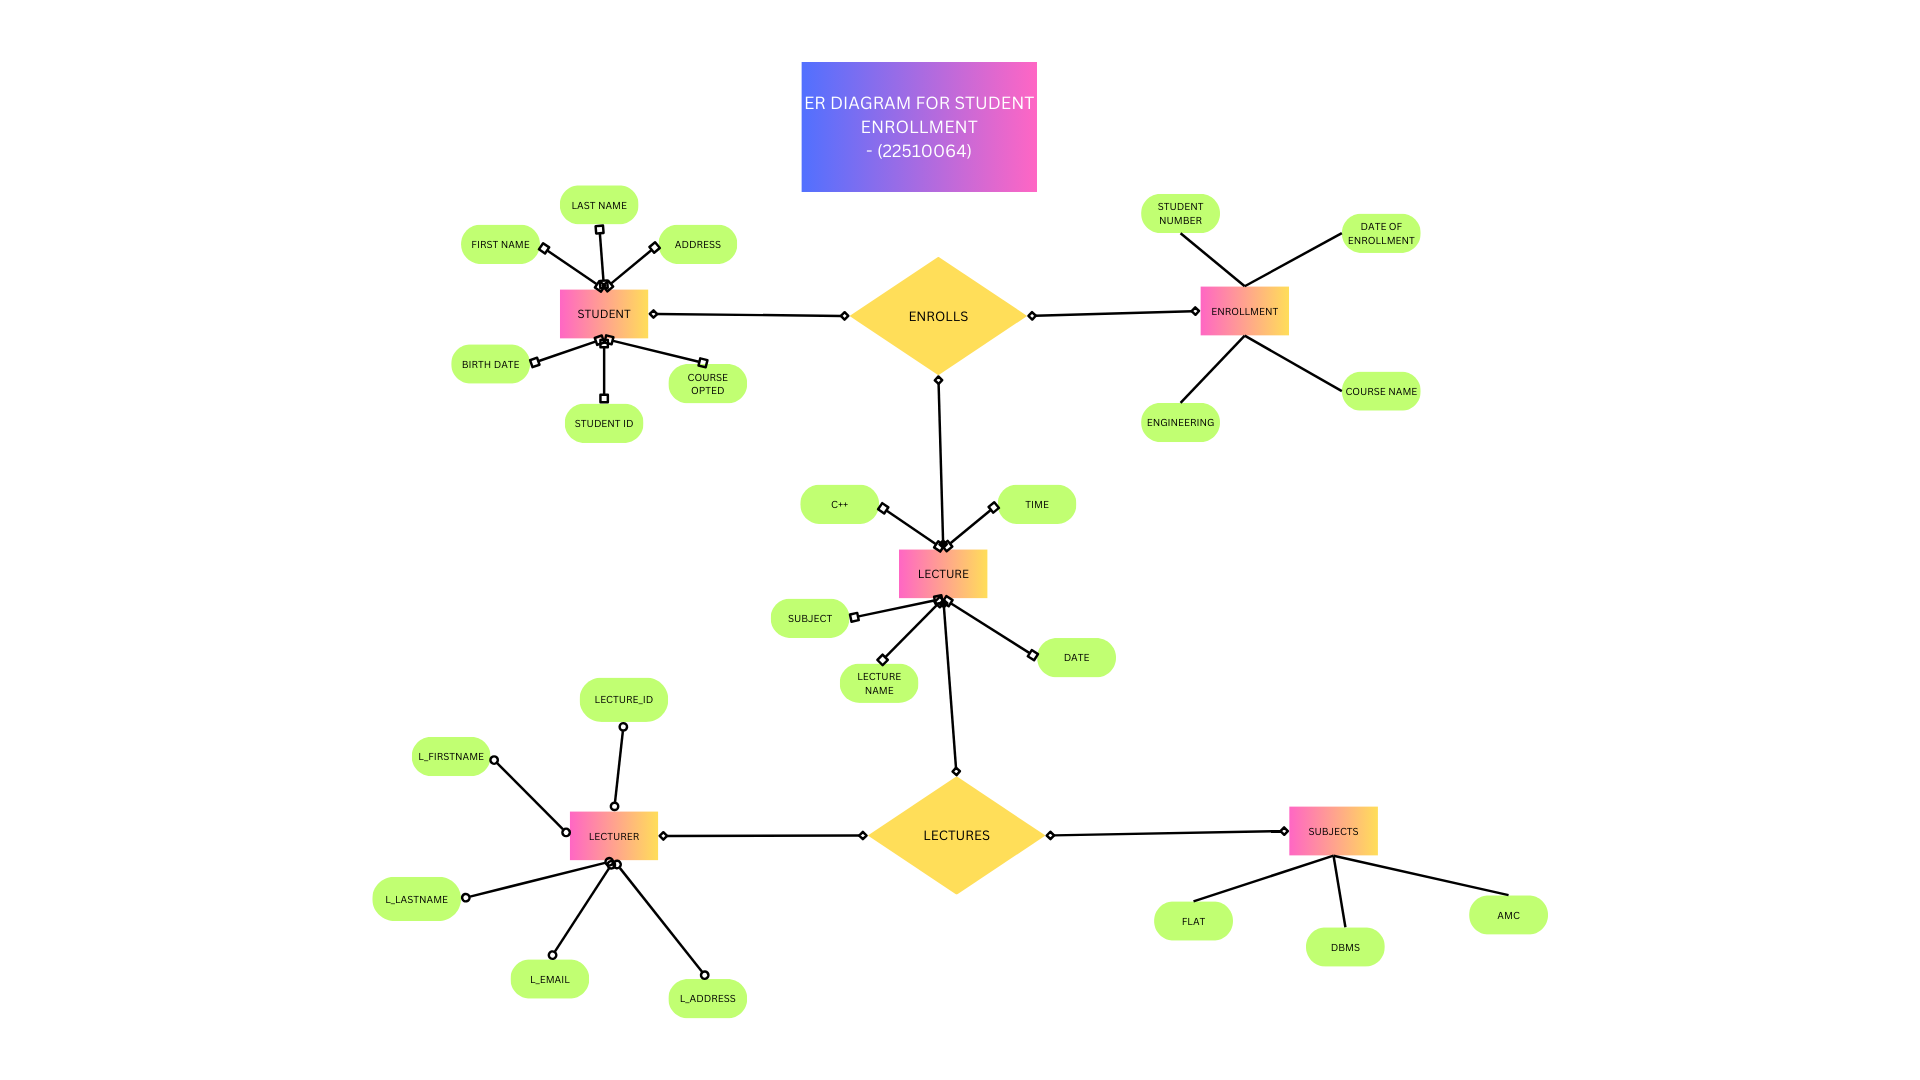 ER DIAGRAM FOR STUDENT
ENROLLMENT
- (22510064)
LAST NAME
FIRST NAME
ADDRESS
STUDENT
BIRTH DATE
COURSE
OPTED
STUDENT ID
ENROLLS
STUDENT
NUMBER
DATE OF
ENROLLMENT
ENROLLMENT
ENGINEERING
COURSE NAME
C++
TIME
LECTURE
SUBJECT
LECTURE
NAME
DATE
LECTURE_ID
L_FIRSTNAME
LECTURER
L_LASTNAME
L_EMAIL
L_ADDRESS
LECTURES
SUBJECTS
FLAT
DBMS
AMC